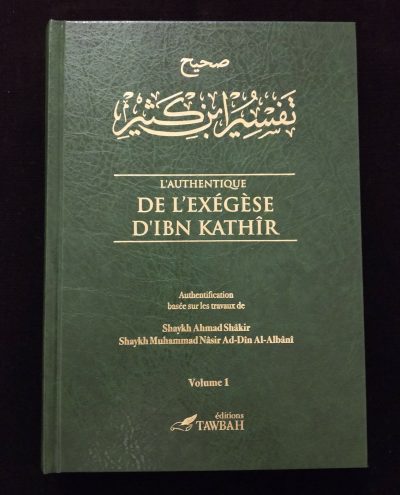 صحيح
تفسير ابن كثير
L'AUTHENTIQUE
DE L'EXÉGÈSE
D'IBN KATHÎR
Authentification
basée sur les travaux de
Shaykh Ahmad Shâkir
Shaykh Muhammad Nâsir Ad-Dîn Al-Albânî
Volume 1
éditions
TAWBAH